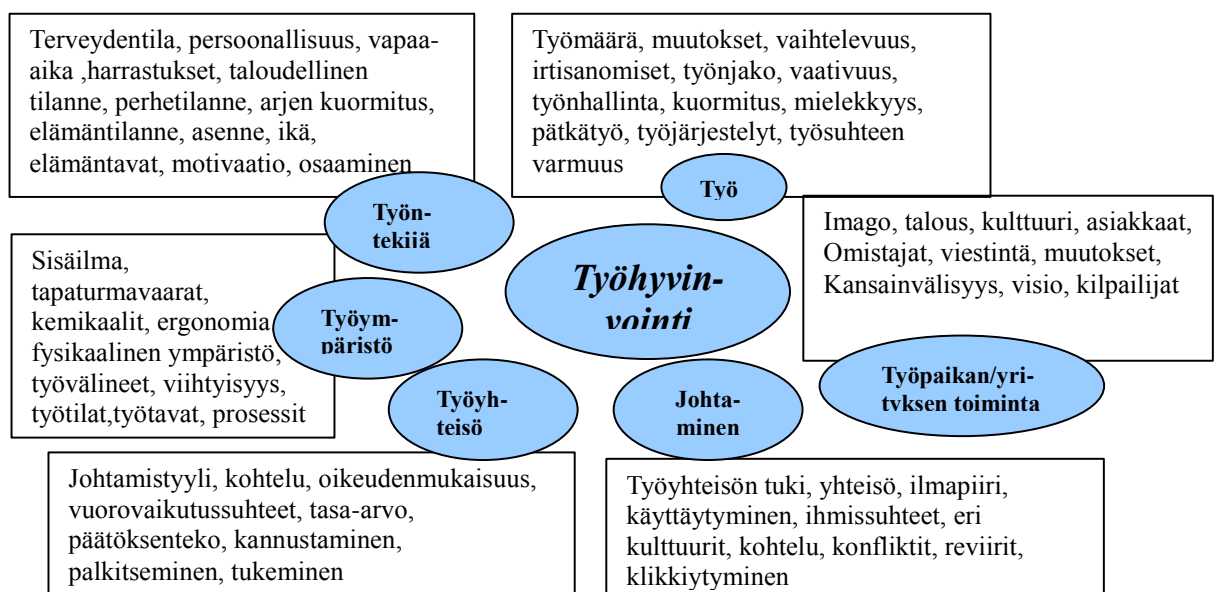 Terveydentila, persoonallisuus, vapaa-
aika ,harrastukset, taloudellinen
tilanne, perhetilanne, arjen kuormitus,
elämäntilanne, asenne, ikä,
elämäntavat, motivaatio, osaaminen
Työmäärä, muutokset, vaihtelevuus,
irtisanomiset, työnjako, vaativuus,
työnhallinta, kuormitus, mielekkyys,
pätkätyö, työjärjestelyt, työsuhteen
varmuus
Työ
Työn-
tekijä
Imago, talous, kulttuuri, asiakkaat,
Omistajat, viestintä, muutokset,
Kansainvälisyys, visio, kilpailijat
Sisäilma,
tapaturmavaarat,
kemikaalit, ergonomia
fysikaalinen ympäristö,
työvälineet, viihtyisyys,
työtilat,työtavat, prosessit
Työhyvin-
vointi
Työym-
päristö
Työyh-
teisö
Johta-
minen
Työpaikan/yri-
tyksen toiminta
Johtamistyyli, kohtelu, oikeudenmukaisuus,
vuorovaikutussuhteet, tasa-arvo,
päätöksenteko, kannustaminen,
palkitseminen, tukeminen
Työyhteisön tuki, yhteisö, ilmapiiri,
käyttäytyminen, ihmissuhteet, eri
kulttuurit, kohtelu, konfliktit, reviirit,
klikkiytyminen